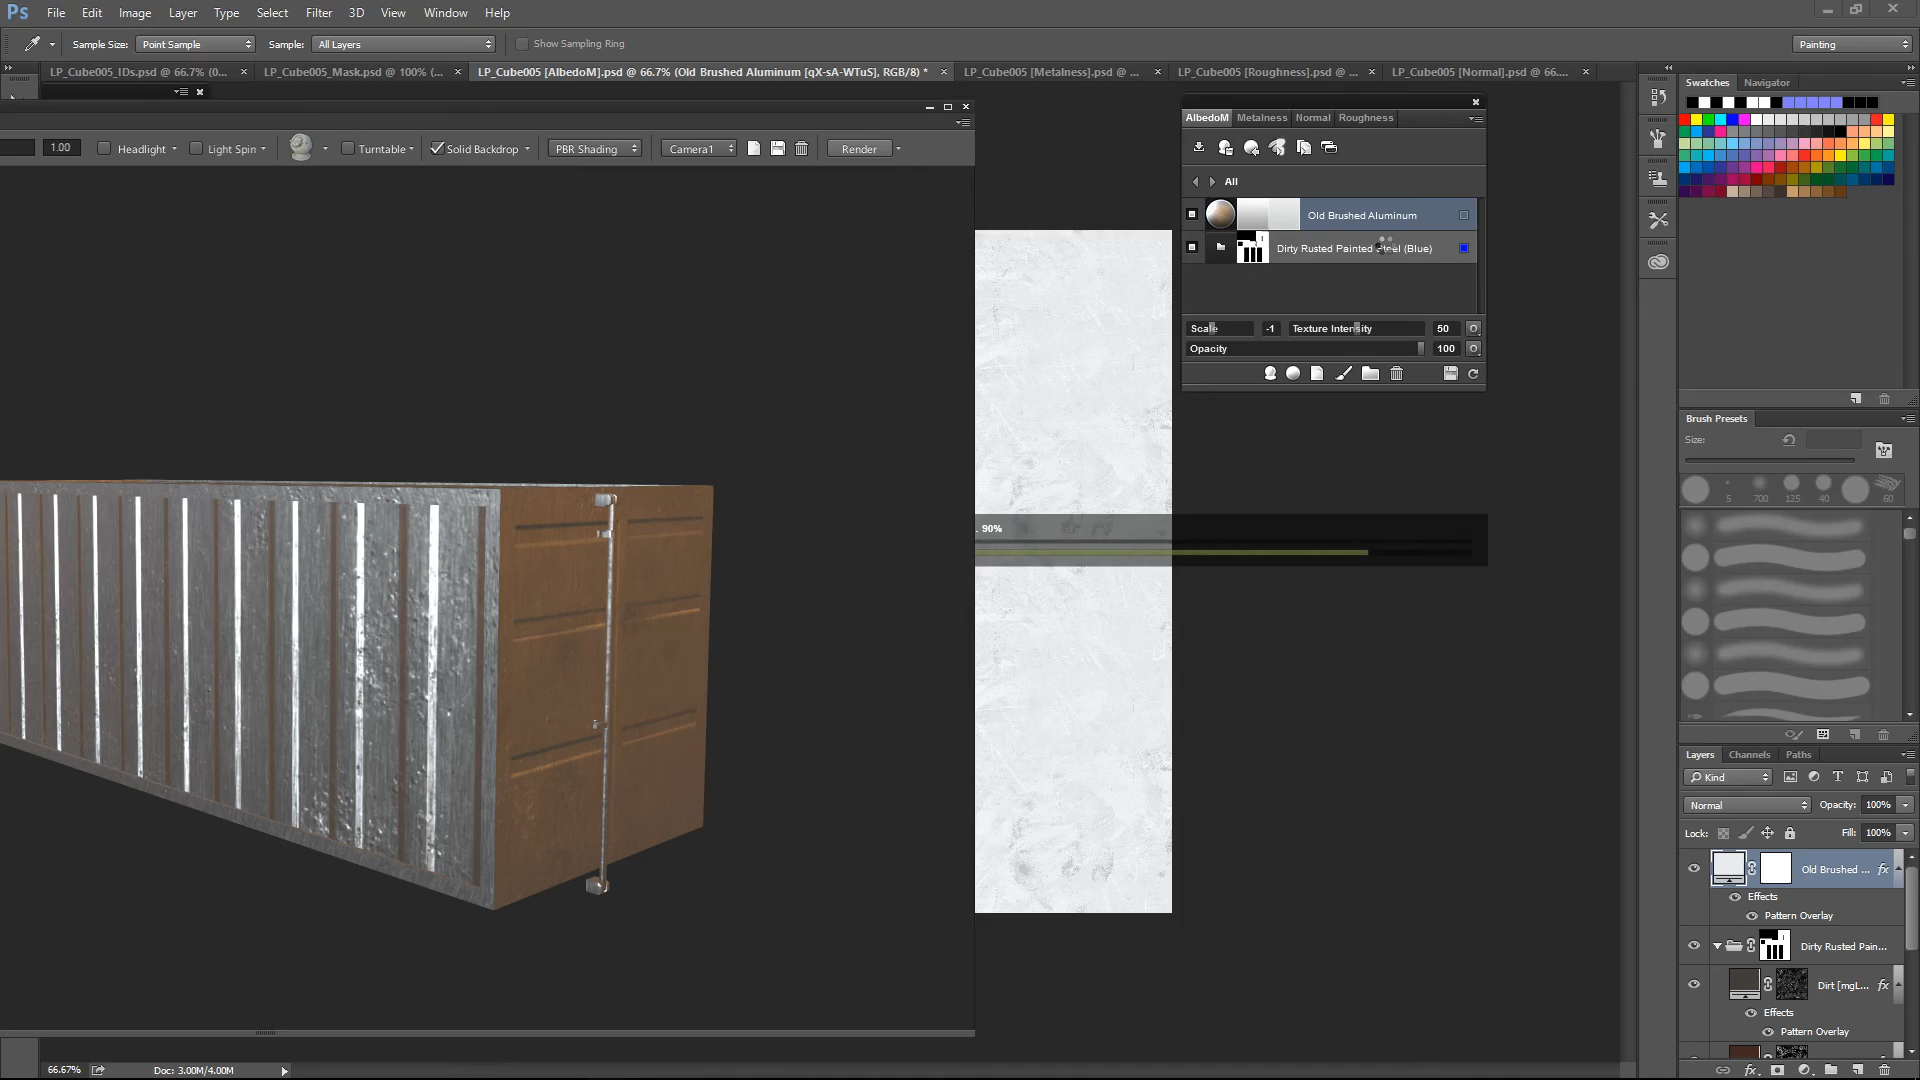 Ps File Edit Image Layer Type Select Filter 3D View Window Help
Sample Size: Point Sample Sample: All Layers Show Sampling Ring Painting
LP_Cube005_IDs.psd @ 66.7% (0... LP_Cube005_Mask.psd @ 100% (... LP_Cube005 [AlbedoM].psd @ 66.7% (Old Brushed Aluminum [qX-sA-WTuS], RGB/8) * LP_Cube005 [Metalness].psd @ ... LP_Cube005 [Roughness].psd @ ... LP_Cube005 [Normal].psd @ 66....
Swatches Navigator
AlbedoM Metalness Normal Roughness
1.00 Headlight Light Spin Turntable Solid Backdrop PBR Shading Camera1 Render
All
Old Brushed Aluminum
Dirty Rusted Painted Steel (Blue)
Scale -1 Texture Intensity 50
Opacity 100
Brush Presets
Size:
5 700 125 40 60
. 90%
Layers Channels Paths
Kind
Normal Opacity: 100%
Lock: Fill: 100%
Old Brushed ... fx
Effects
Pattern Overlay
Dirty Rusted Pain...
Dirt [mgL... fx
Effects
Pattern Overlay
66.67% Doc: 3.00M/4.00M
fx